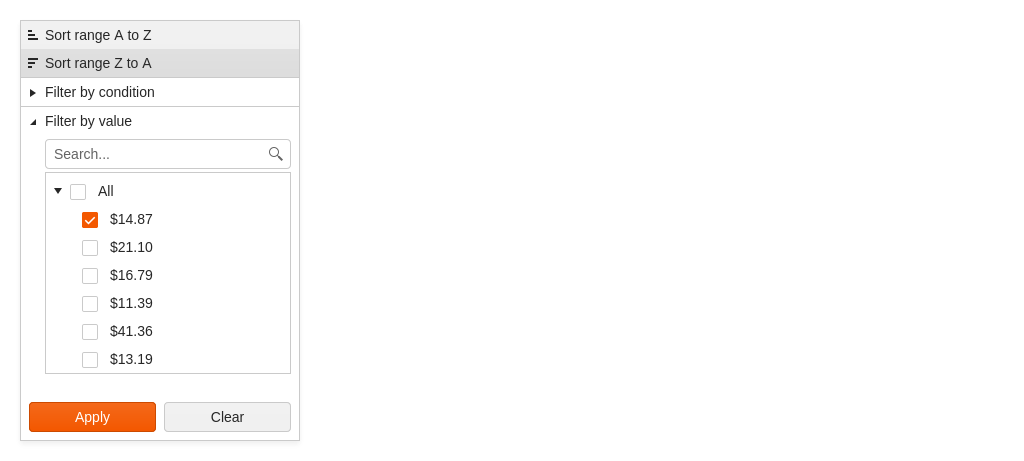 Sort range A to Z
Sort range Z to A
Filter by condition
Filter by value
Search...
All
$14.87
$21.10
$16.79
$11.39
$41.36
$13.19
Apply Clear